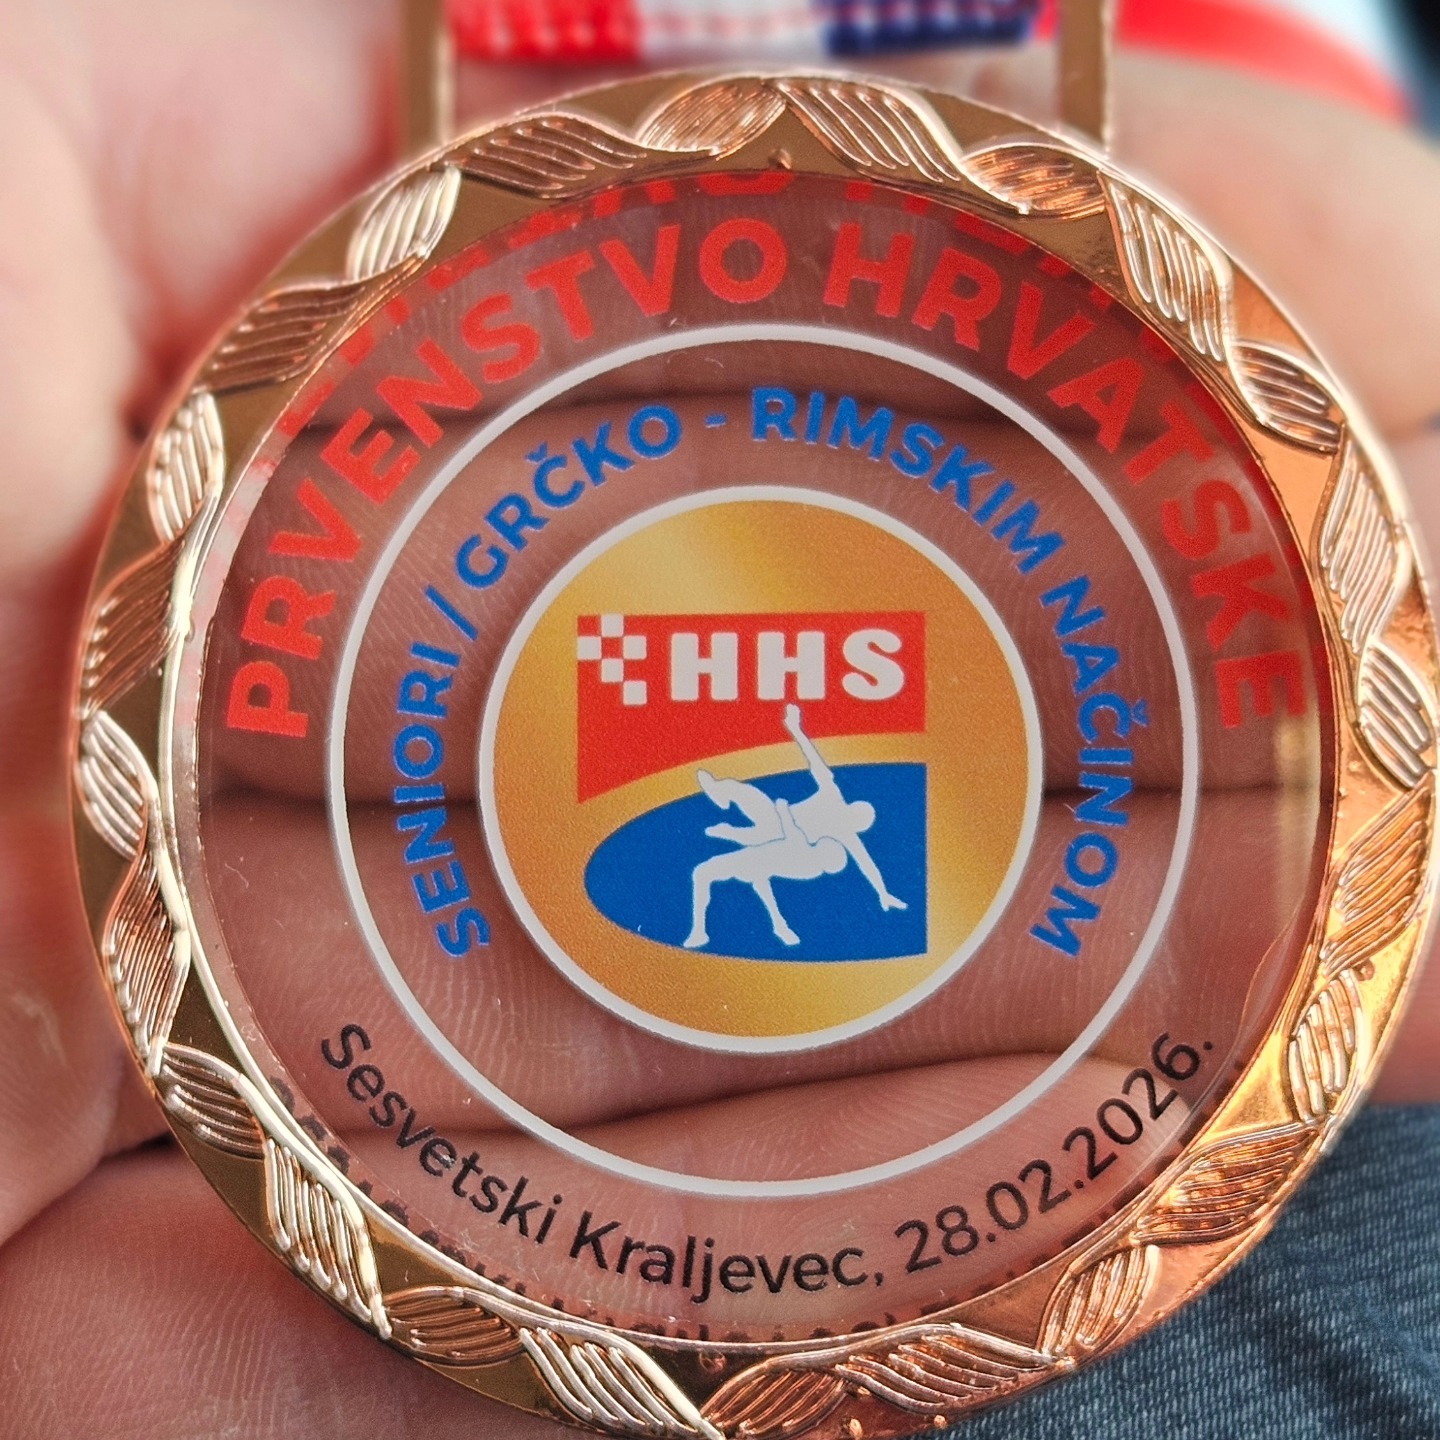 PRVENSTVO HRVATSKE
SENIORI / GRČKO - RIMSKIM NAČINOM
HHS
Sesvetski Kraljevec, 28.02.2026.